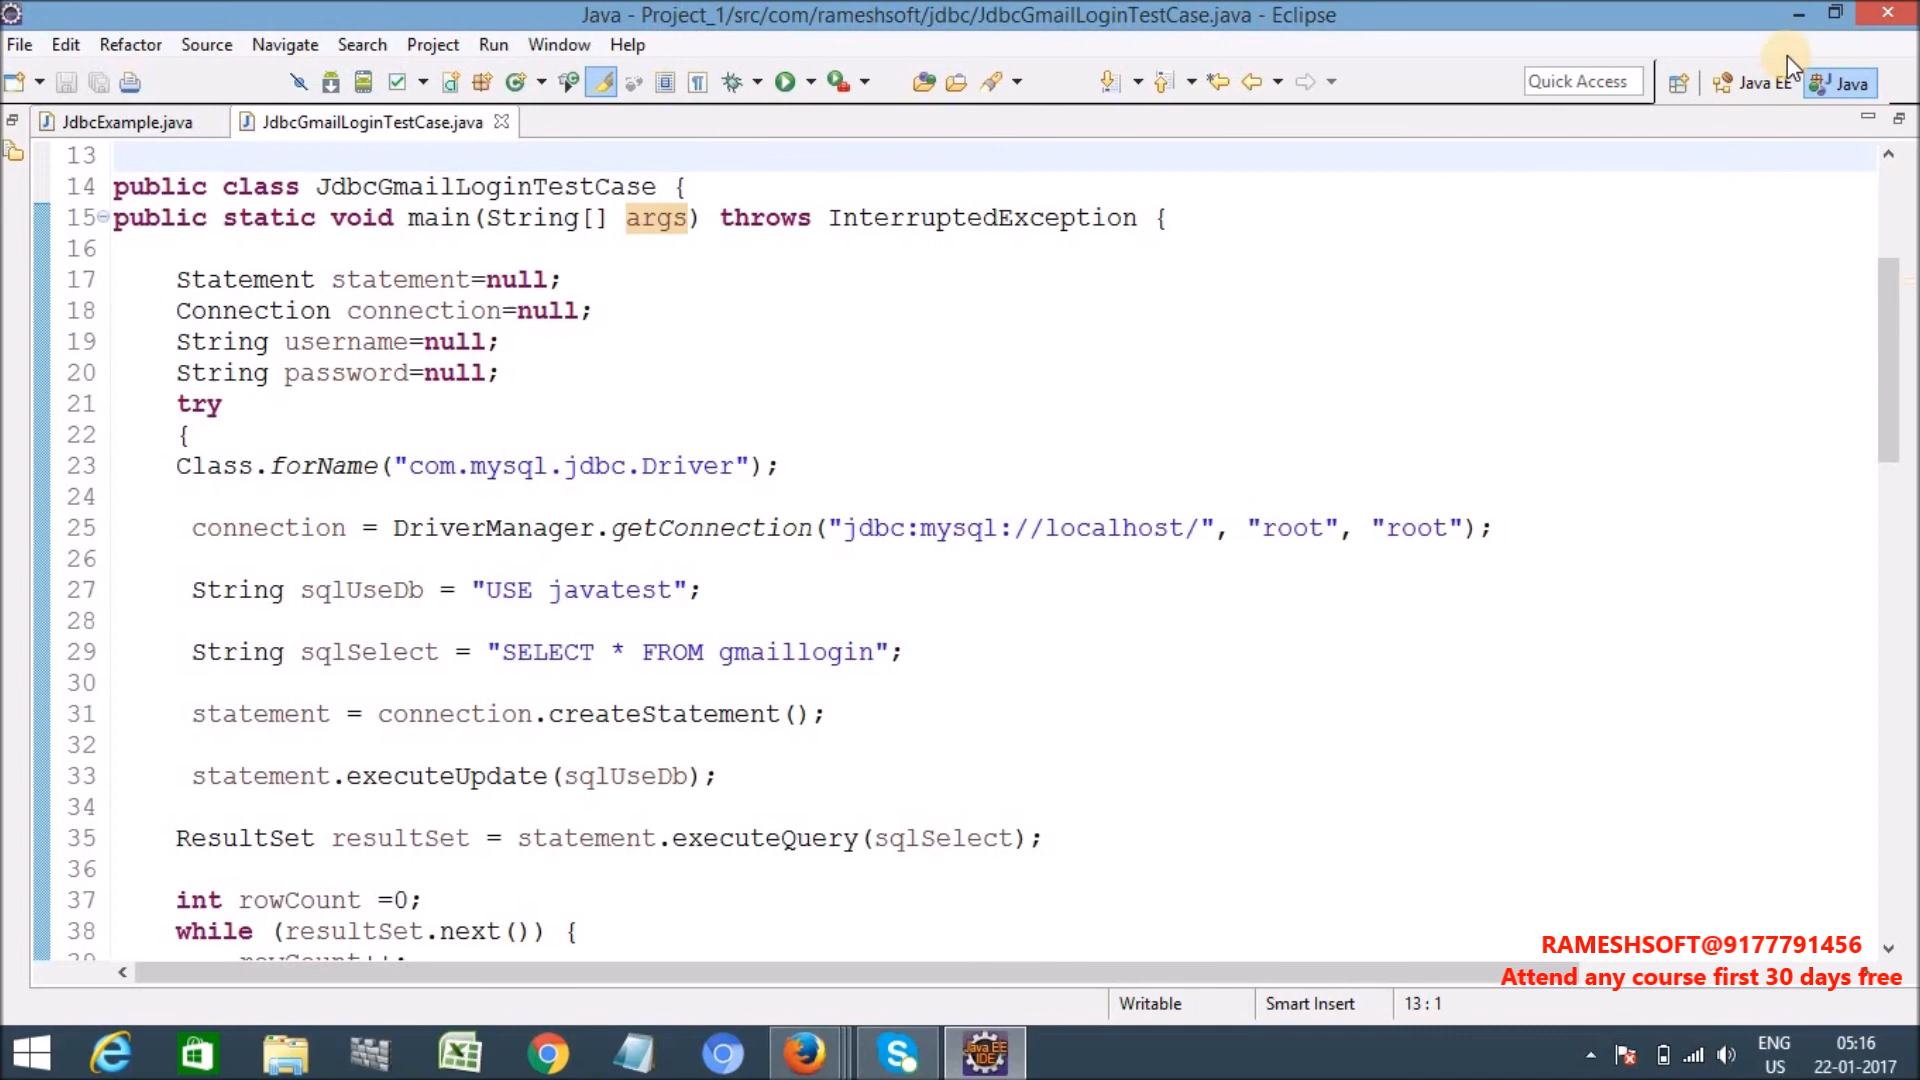 Java - Project_1/src/com/rameshsoft/jdbc/JdbcGmailLoginTestCase.java - Eclipse
File Edit Refactor Source Navigate Search Project Run Window Help
Quick Access
Java EE
Java
JdbcExample.java
JdbcGmailLoginTestCase.java
13
14 public class JdbcGmailLoginTestCase {
15 public static void main(String[] args) throws InterruptedException {
16
17 Statement statement=null;
18 Connection connection=null;
19 String username=null;
20 String password=null;
21 try
22 {
23 Class.forName("com.mysql.jdbc.Driver");
24
25 connection = DriverManager.getConnection("jdbc:mysql://localhost/", "root", "root");
26
27 String sqlUseDb = "USE javatest";
28
29 String sqlSelect = "SELECT * FROM gmaillogin";
30
31 statement = connection.createStatement();
32
33 statement.executeUpdate(sqlUseDb);
34
35 ResultSet resultSet = statement.executeQuery(sqlSelect);
36
37 int rowCount =0;
38 while (resultSet.next()) {
RAMESHSOFT@9177791456
Attend any course first 30 days free
Writable
Smart Insert
13 : 1
Java EE
IDE
ENG
US
05:16
22-01-2017